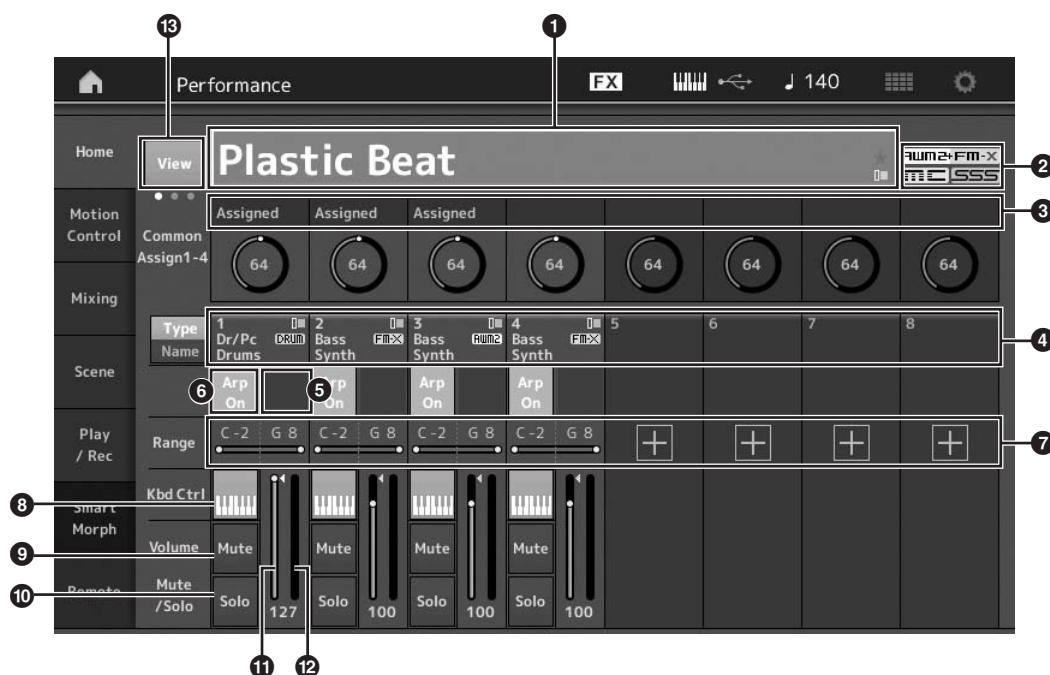 13
1
Performance
FX
140
Home
View
Plastic Beat
AWM2+FM-X
MC SSS
2
Assigned Assigned Assigned
3
Motion
Control
Common
Assign1-4
64 64 64 64 64 64 64 64
Mixing
Type
Name
1
Dr/Pc
Drums
DRUM
2
Bass
Synth
FM-X
3
Bass
Synth
AWM2
4
Bass
Synth
FM-X
5 6 7 8
4
Scene
6
Arp
On
5
Arp
On
Arp
On
Arp
On
Play
/ Rec
Range
C -2 G 8 C -2 G 8 C -2 G 8 C -2 G 8
7
8
Kbd Ctrl
Smart
Morph
9
Volume
Mute Mute Mute Mute
10
Remote
Mute
/Solo
Solo 127 Solo 100 Solo 100 Solo 100
11 12